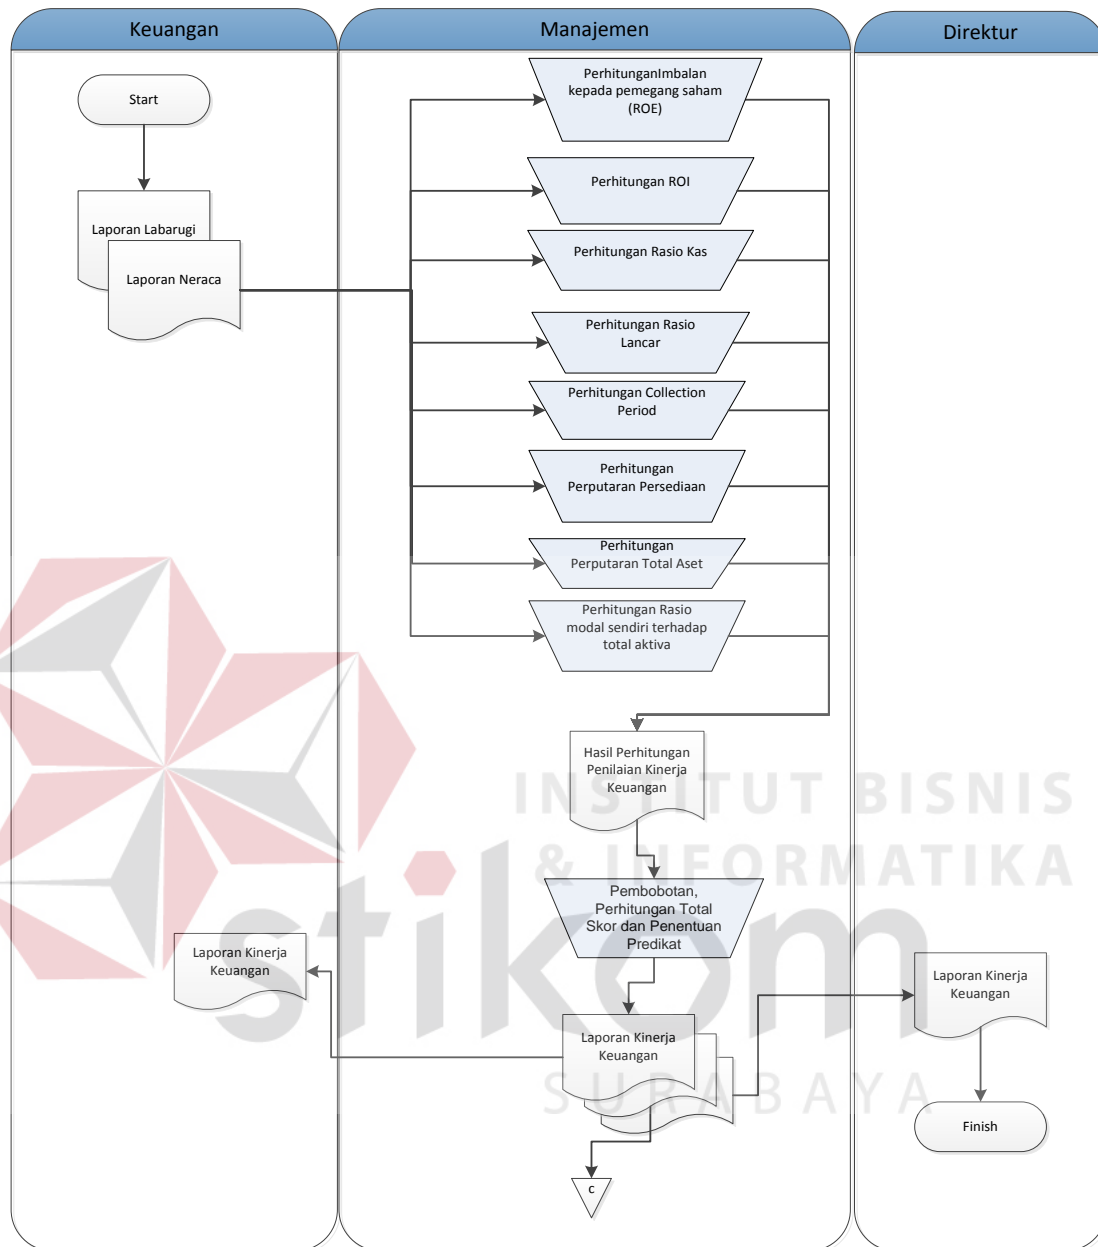 Keuangan
Manajemen
Direktur
Start
Laporan Labarugi
Laporan Neraca
PerhitunganImbalan
kepada pemegang saham
(ROE)
Perhitungan ROI
Perhitungan Rasio Kas
Perhitungan Rasio
Lancar
Perhitungan Collection
Period
Perhitungan
Perputaran Persediaan
Perhitungan
Perputaran Total Aset
Perhitungan Rasio
modal sendiri terhadap
total aktiva
Hasil Perhitungan
Penilaian Kinerja
Keuangan
INSTITUT BISNIS
& INFORMATIKA
stikom
SURABAYA
Pembobotan,
Perhitungan Total
Skor dan Penentuan
Predikat
Laporan Kinerja
Keuangan
Laporan Kinerja
Keuangan
Laporan Kinerja
Keuangan
Finish
C